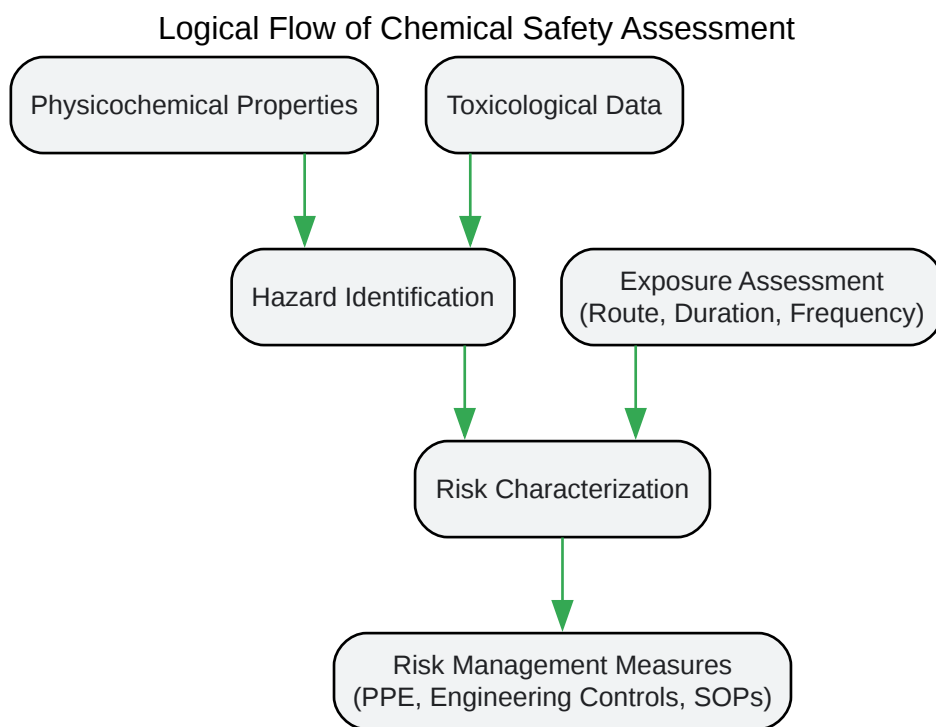 Logical Flow of Chemical Safety Assessment
Physicochemical Properties
Toxicological Data
Hazard Identification
Exposure Assessment
(Route, Duration, Frequency)
Risk Characterization
Risk Management Measures
(PPE, Engineering Controls, SOPs)